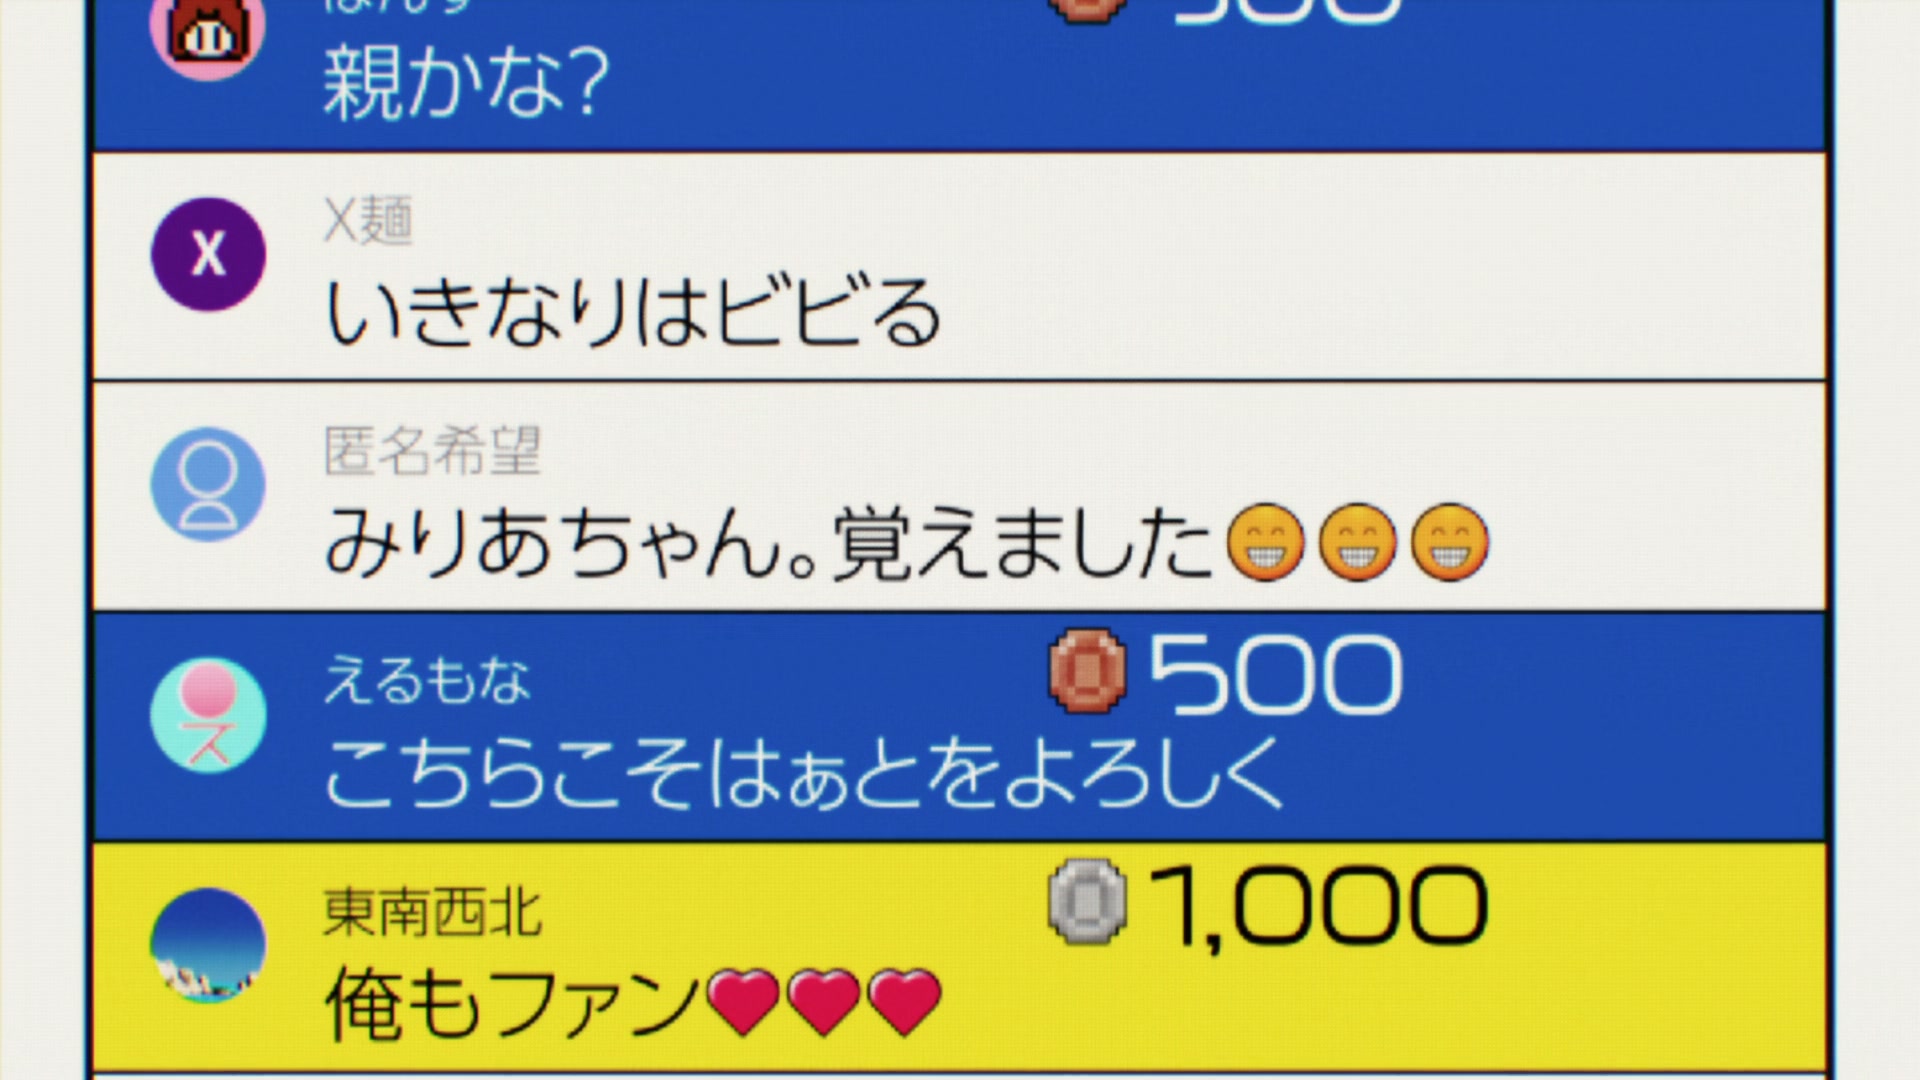 500
親かな?
X
X麺
いきなりはビビる
匿名希望
みりあちゃん。覚えました😁😁😁
えるもな
500
ス
こちらこそはぁとをよろしく
東南西北
1,000
俺もファン❤❤❤